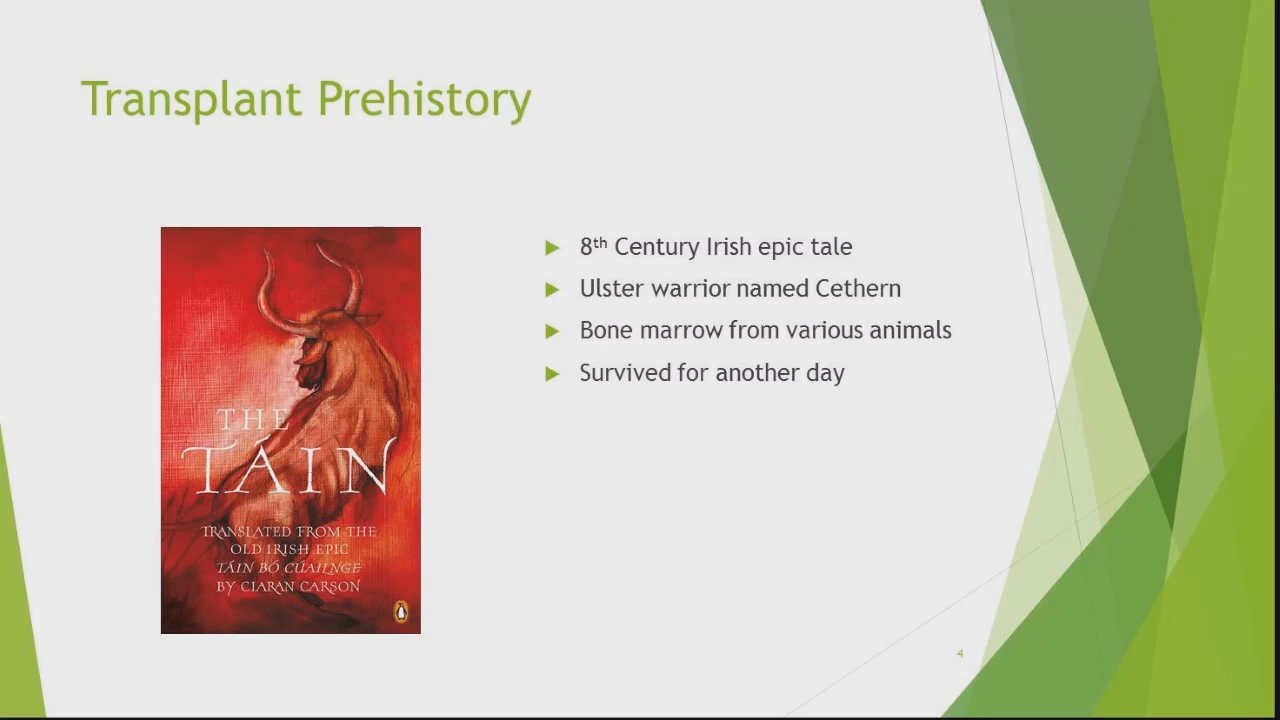 Transplant Prehistory
THE
TÁIN
TRANSLATED FROM THE
OLD IRISH EPIC
TÁIN BÓ CÚAILNGE
BY CIARAN CARSON
8th Century Irish epic tale
Ulster warrior named Cethern
Bone marrow from various animals
Survived for another day
4